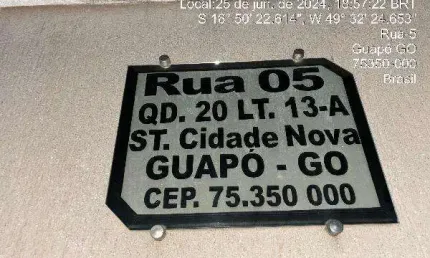 Local:25 de jun. de 2024, 18:57:22 BRT
S 16° 50' 22.614", W 49° 32' 24.653"
Rua 5
Guapó GO
75350-000
Brasil
Rua 05
QD. 20 LT. 13-A
ST. Cidade Nova
GUAPÓ - GO
CEP. 75.350 000